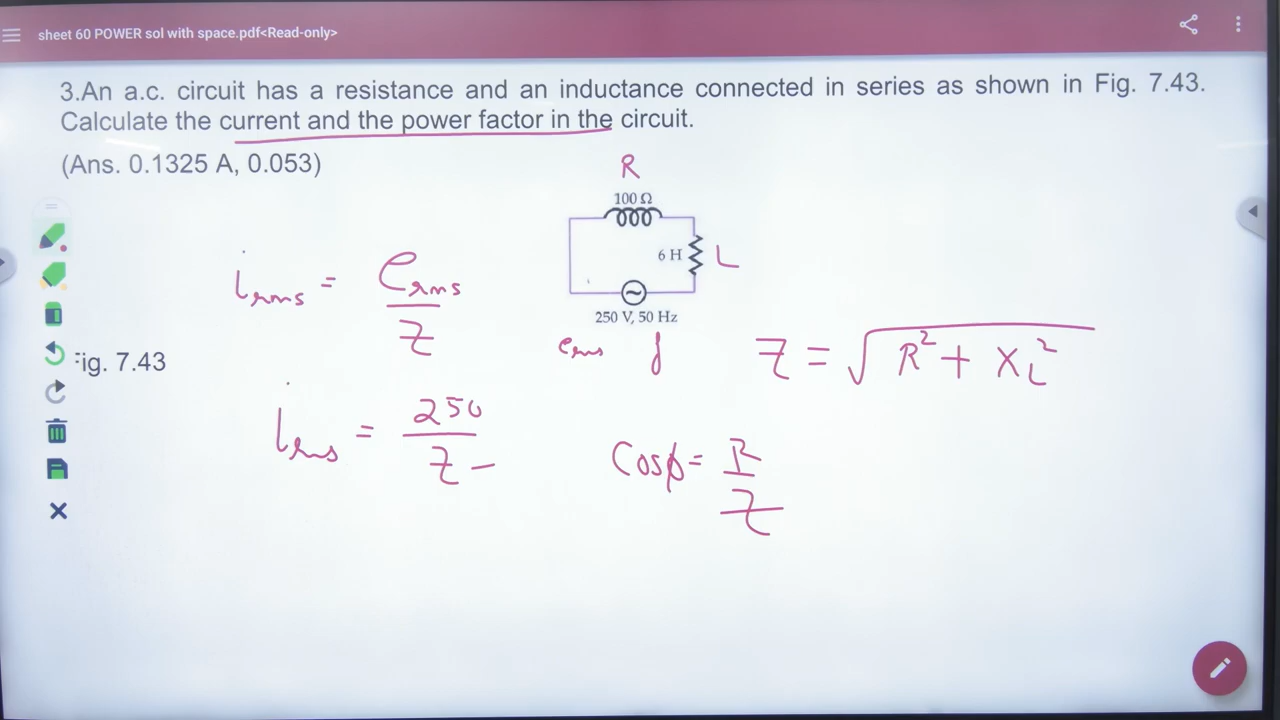 sheet 60 POWER sol with space.pdf<Read-only>
3.An a.c. circuit has a resistance and an inductance connected in series as shown in Fig. 7.43.
Calculate the current and the power factor in the circuit.
(Ans. 0.1325 A, 0.053)
R
100 Ω
6 H
L
250 V, 50 Hz
erms f
irms = erms / Z
Z = √R² + XL²
Fig. 7.43
Irms = 250 / Z
Cosϕ = R / Z